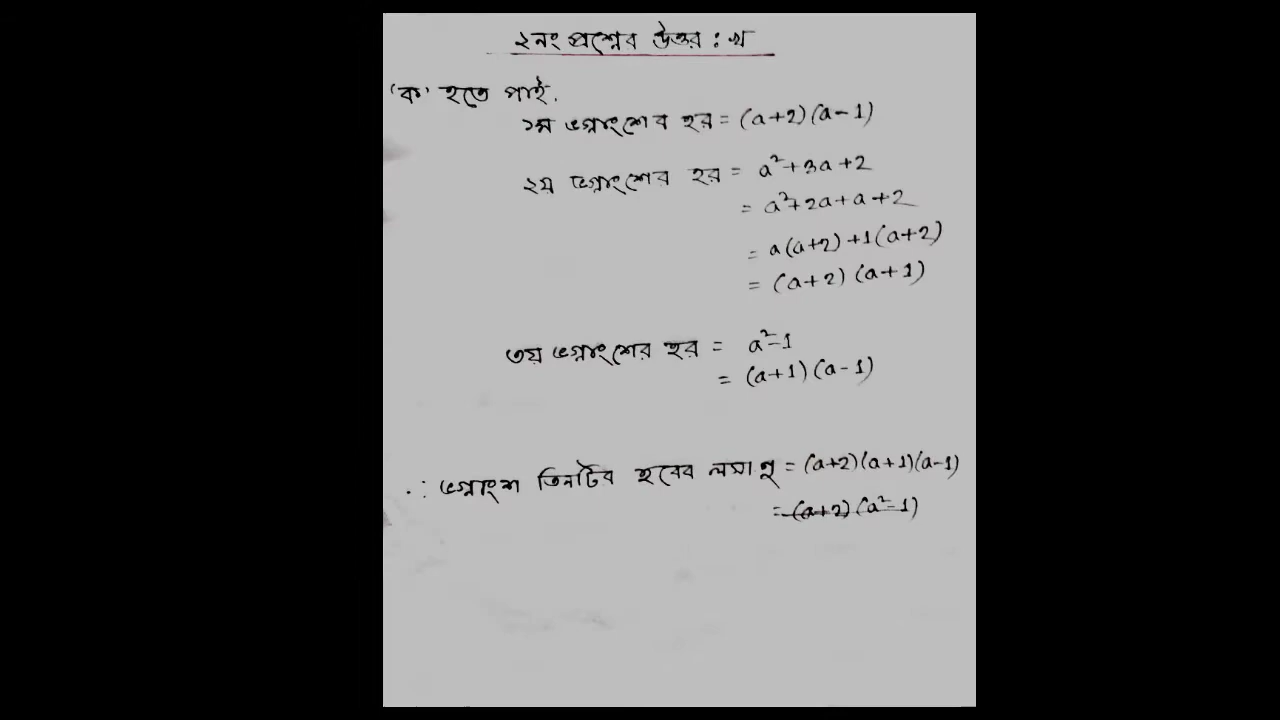 ২নং প্রশ্নের উত্তর : খ
'ক' হতে পাই,
১ম ভগ্নাংশের হর = (a+2)(a-1)
২য় ভগ্নাংশের হর = a²+3a+2
= a²+2a+a+2
= a(a+2)+1(a+2)
= (a+2)(a+1)
৩য় ভগ্নাংশের হর = a²-1
= (a+1)(a-1)
∴ ভগ্নাংশ তিনটির হরের লসাগু = (a+2)(a+1)(a-1)
= (a+2)(a²-1)